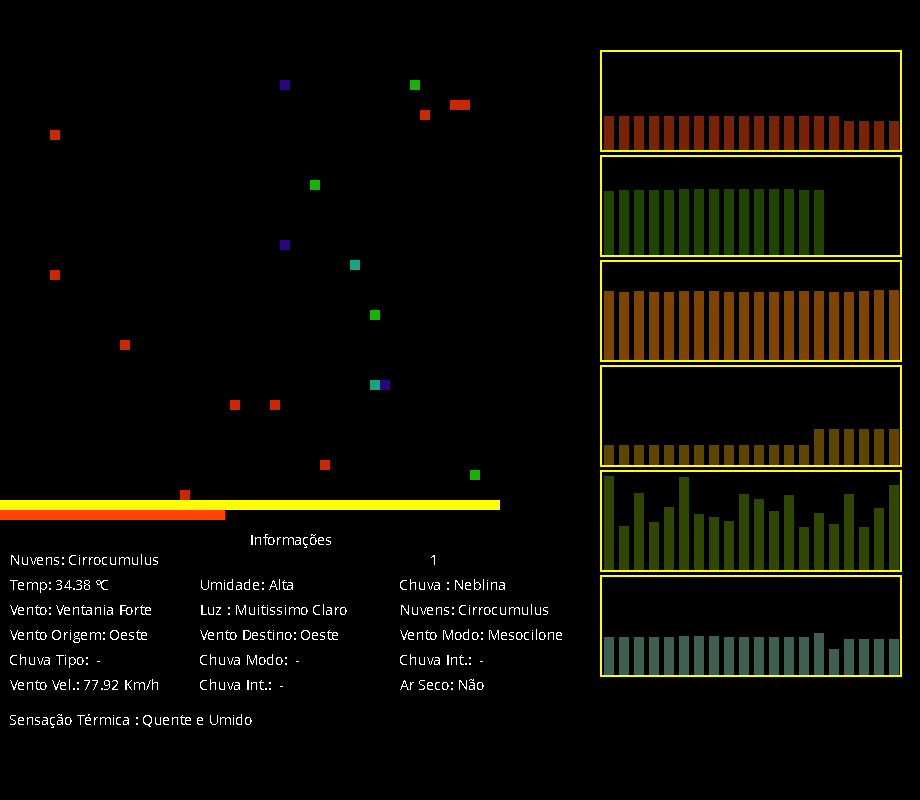 Informações
Nuvens: Cirrocumulus 1
Temp: 34.38 ºC Umidade: Alta Chuva : Neblina
Vento: Ventania Forte Luz : Muitissimo Claro Nuvens: Cirrocumulus
Vento Origem: Oeste Vento Destino: Oeste Vento Modo: Mesocilone
Chuva Tipo: - Chuva Modo: - Chuva Int.: -
Vento Vel.: 77.92 Km/h Chuva Int.: - Ar Seco: Não
Sensação Térmica : Quente e Umido